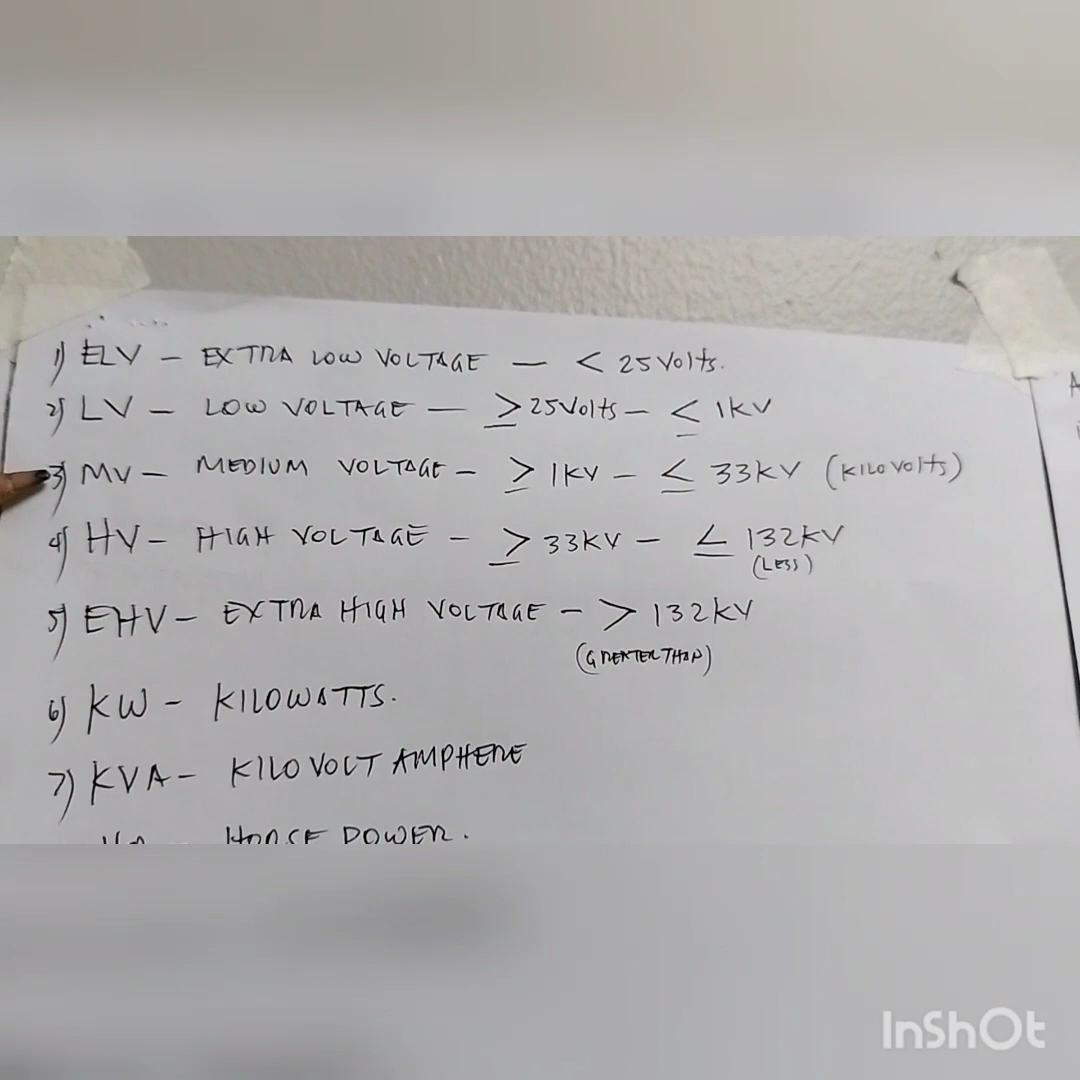 1) ELV - EXTRA LOW VOLTAGE - < 25 Volts.
2) LV - LOW VOLTAGE - ≥ 25 Volts - ≤ 1KV
3) MV - MEDIUM VOLTAGE - ≥ 1KV - ≤ 33KV (KILOVOLTS)
4) HV - HIGH VOLTAGE - ≥ 33KV - ≤ 132KV
(LESS)
5) EHV - EXTRA HIGH VOLTAGE - > 132KV
(GREATER THAN)
6) KW - KILOWATTS.
7) KVA - KILO VOLT AMPHERE
HORSE POWER.
InShOt